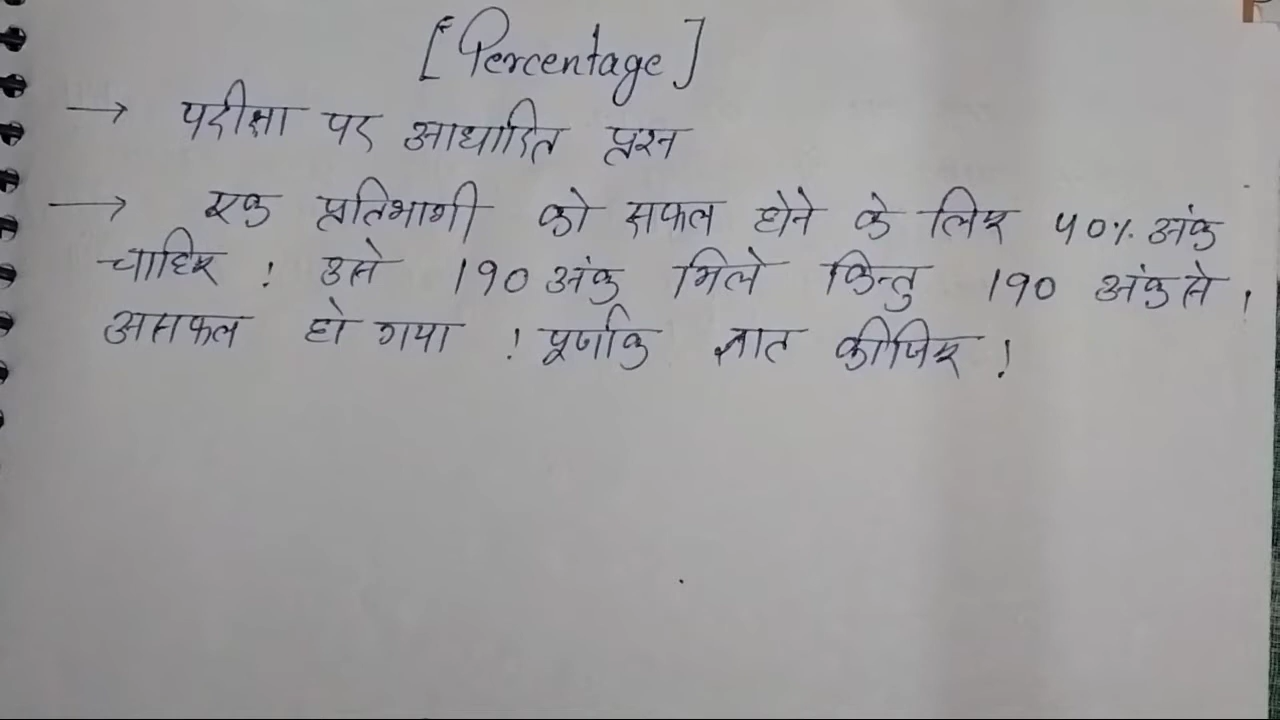 [Percentage]
→ परीक्षा पर आधारित प्रश्न
→ एक प्रतिभागी को सफल होने के लिए 40% अंक
चाहिए ! उसे 190 अंक मिले किन्तु 190 अंक से ।
असफल हो गया ! पूर्णांक ज्ञात कीजिए !